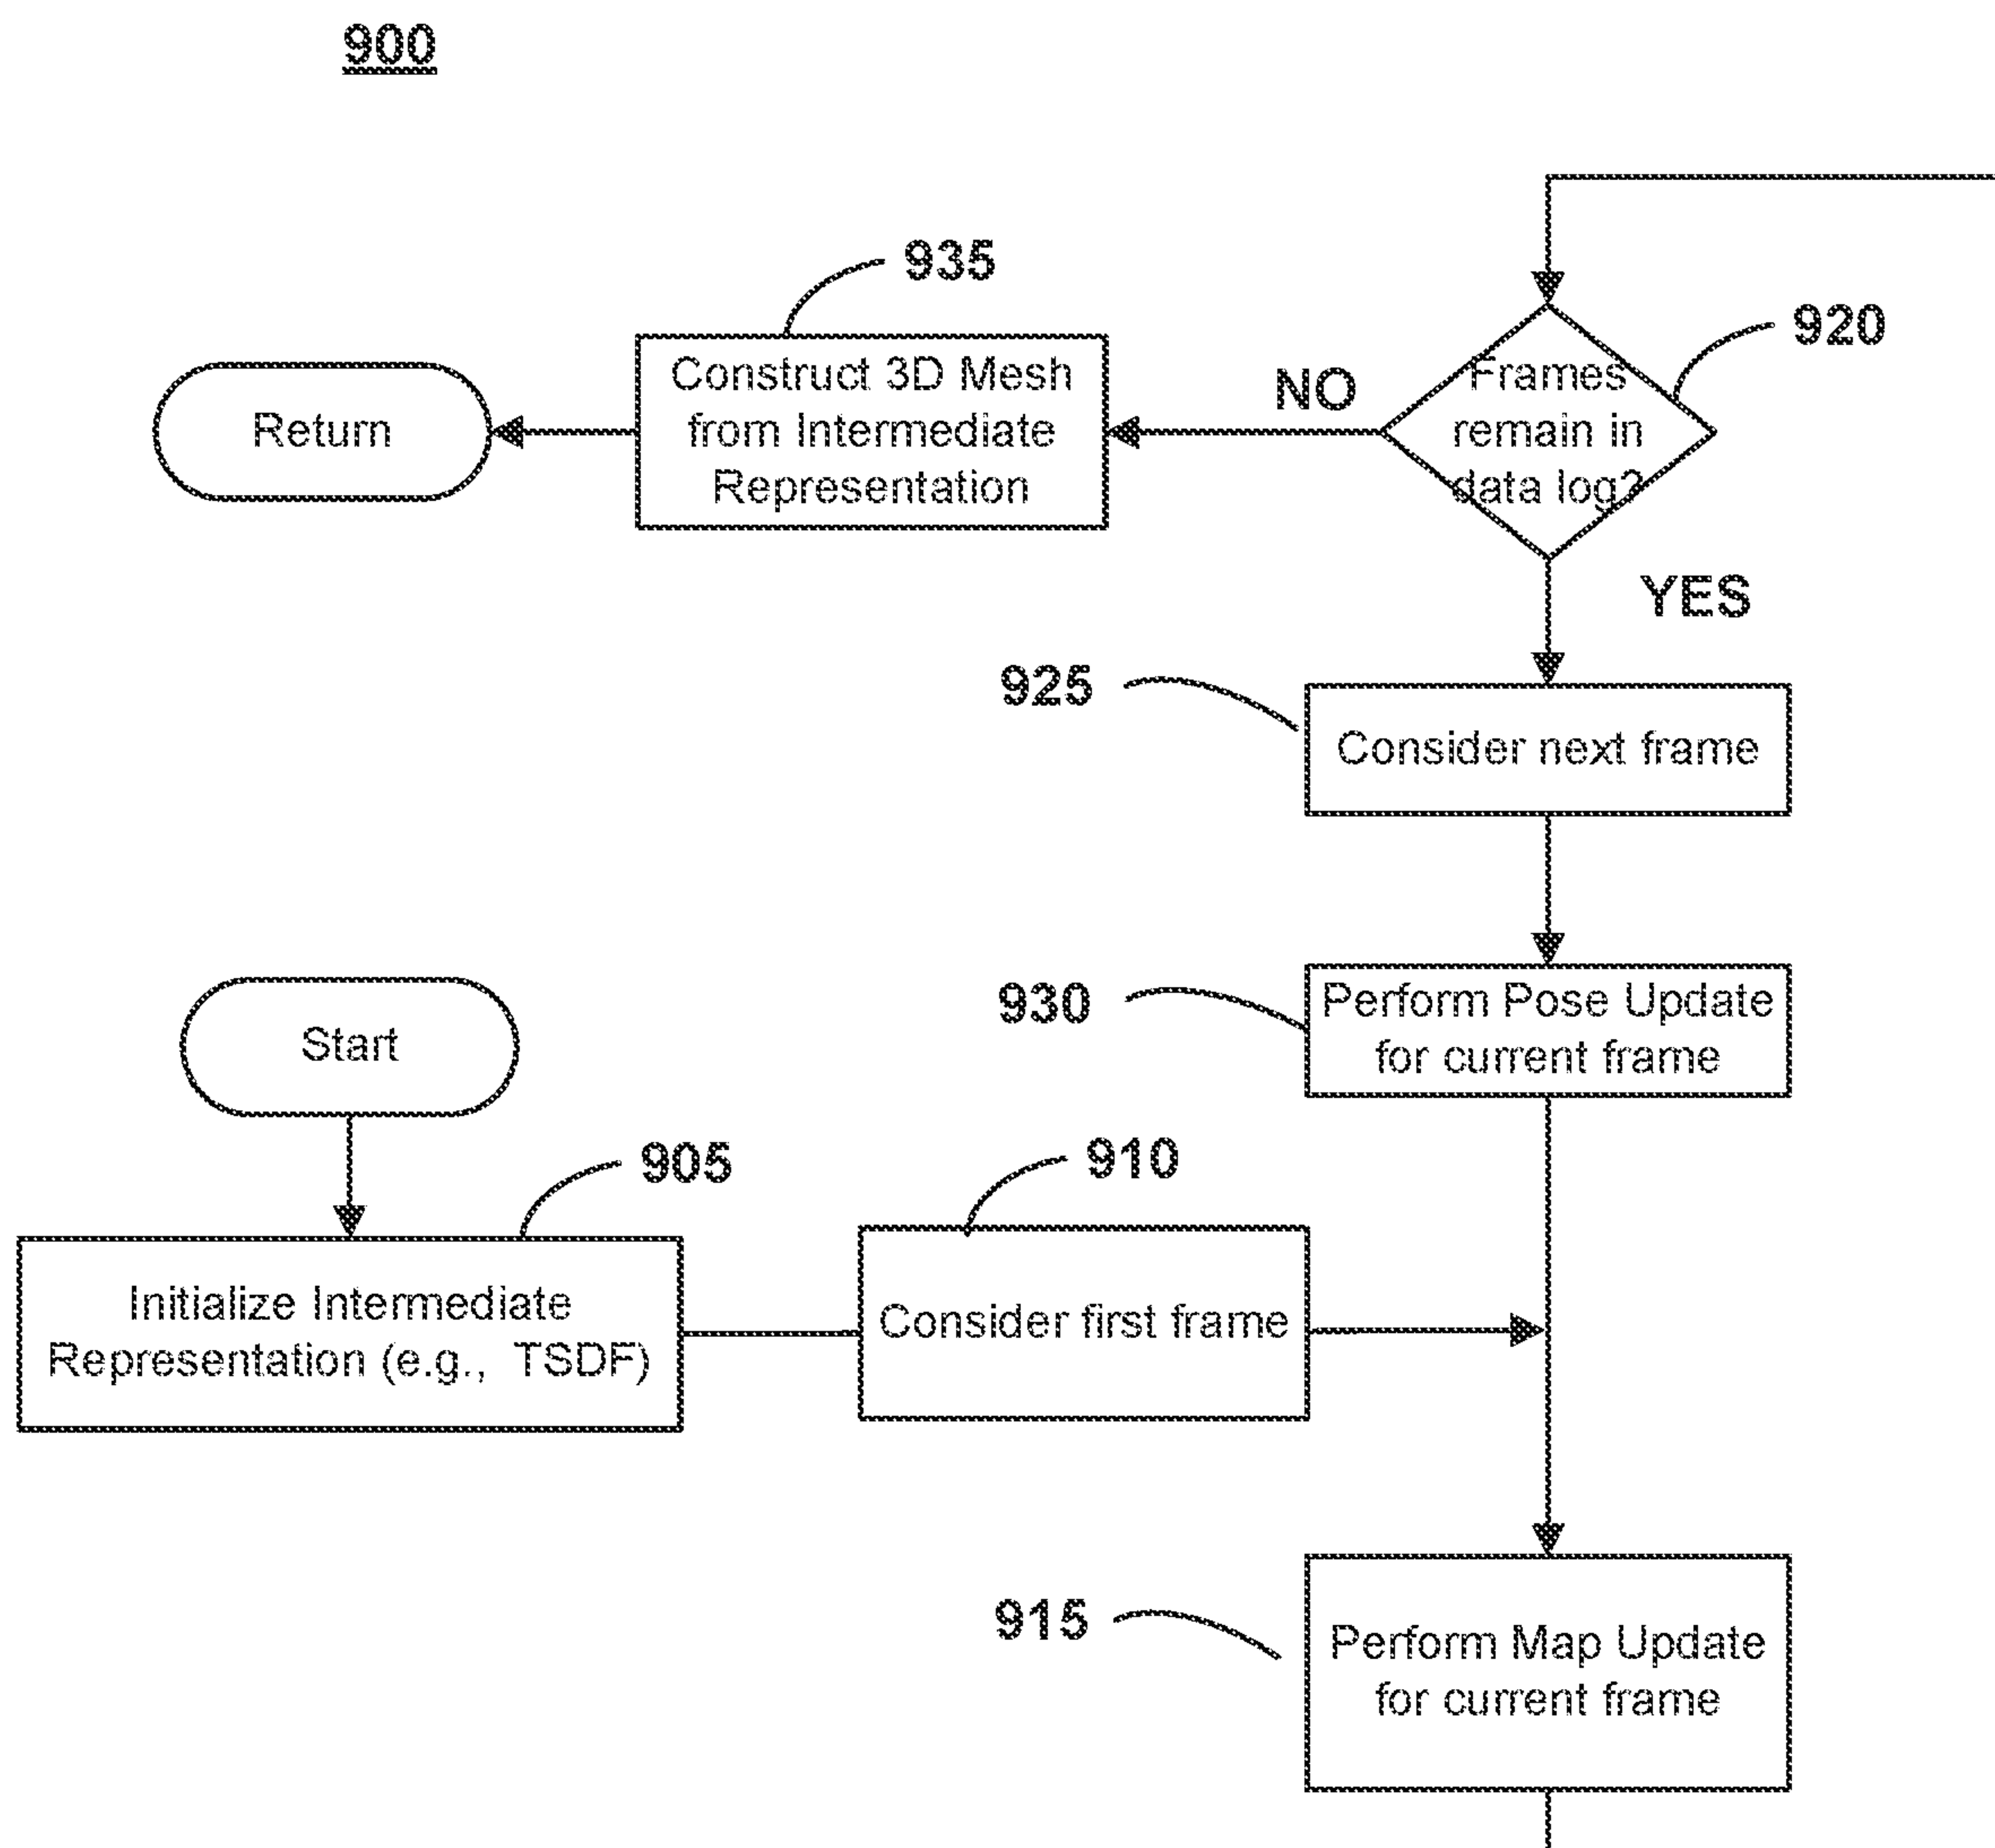 900
935
920
Construct 3D Mesh
from Intermediate
Representation
Return
NO
Frames
remain in
data log?
YES
925
Consider next frame
930
Perform Pose Update
for current frame
Start
905
910
Initialize Intermediate
Representation (e.g., TSDF)
Consider first frame
915
Perform Map Update
for current frame